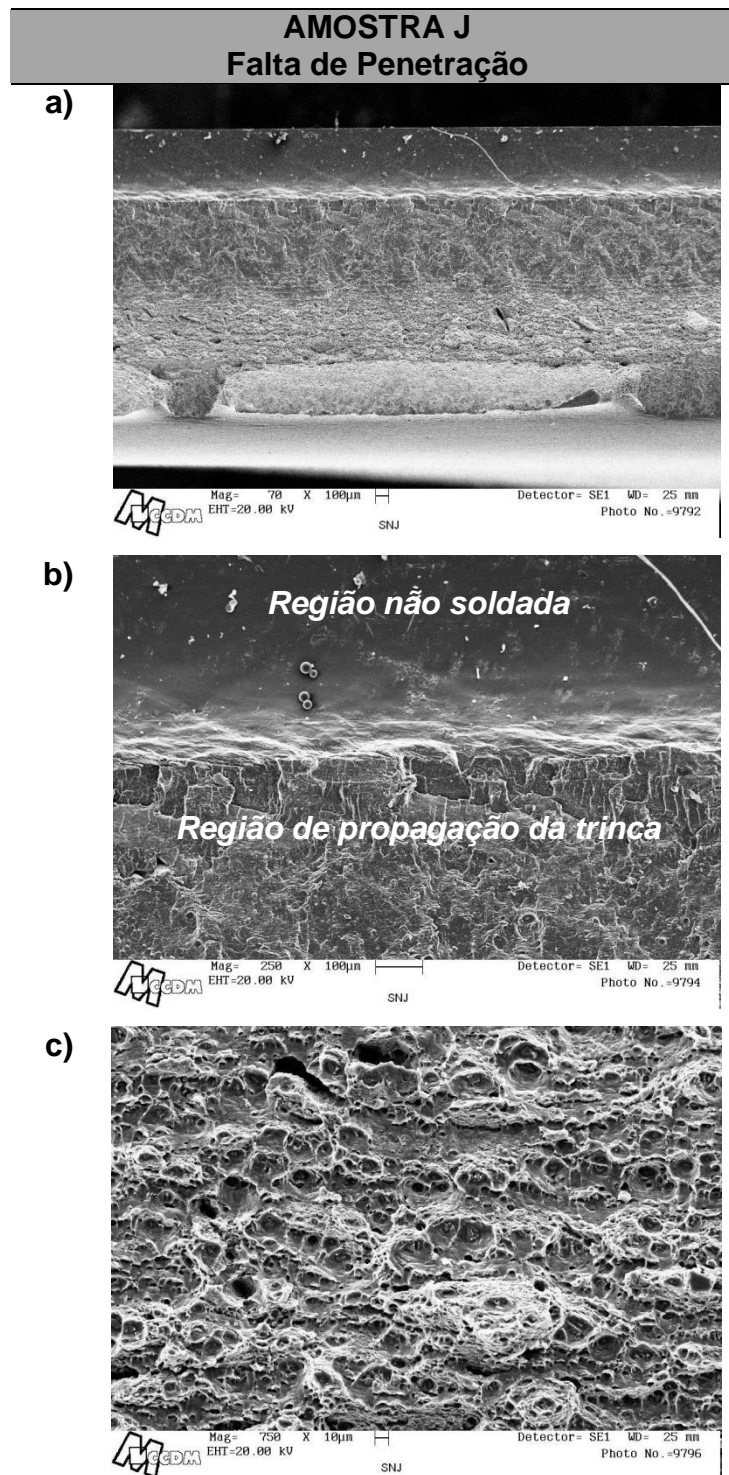 AMOSTRA J
Falta de Penetração
a)
Mag= 70 X 100µm Detector= SE1 WD= 25 mm
EHT=20.00 kV Photo No.=9792
CCDM
SNJ
b)
Região não soldada
Região de propagação da trinca
Mag= 250 X 100µm Detector= SE1 WD= 25 mm
EHT=20.00 kV Photo No.=9794
CCDM
SNJ
c)
Mag= 750 X 10µm Detector= SE1 WD= 25 mm
EHT=20.00 kV Photo No.=9796
CCDM
SNJ